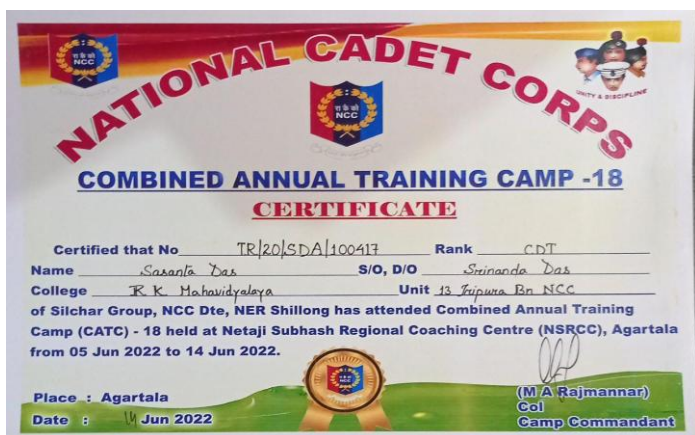 NATIONAL CADET CORPS
NCC
NCC
UNITY & DISCIPLINE
COMBINED ANNUAL TRAINING CAMP -18
CERTIFICATE
Certified that No TR/20/SDA/100417 Rank CDT
Name Sasanta Das S/O, D/O Srinanda Das
College R K Mahavidyalaya Unit 13 Tripura Bn NCC
of Silchar Group, NCC Dte, NER Shillong has attended Combined Annual Training
Camp (CATC) - 18 held at Netaji Subhash Regional Coaching Centre (NSRCC), Agartala
from 05 Jun 2022 to 14 Jun 2022.
NCC
Place : Agartala
(M A Rajmannar)
Col
Date : 14 Jun 2022
Camp Commandant